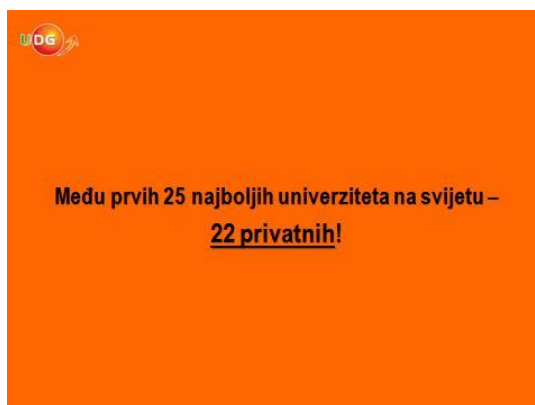 UDG
Među prvih 25 najboljih univerziteta na svijetu –
22 privatnih!